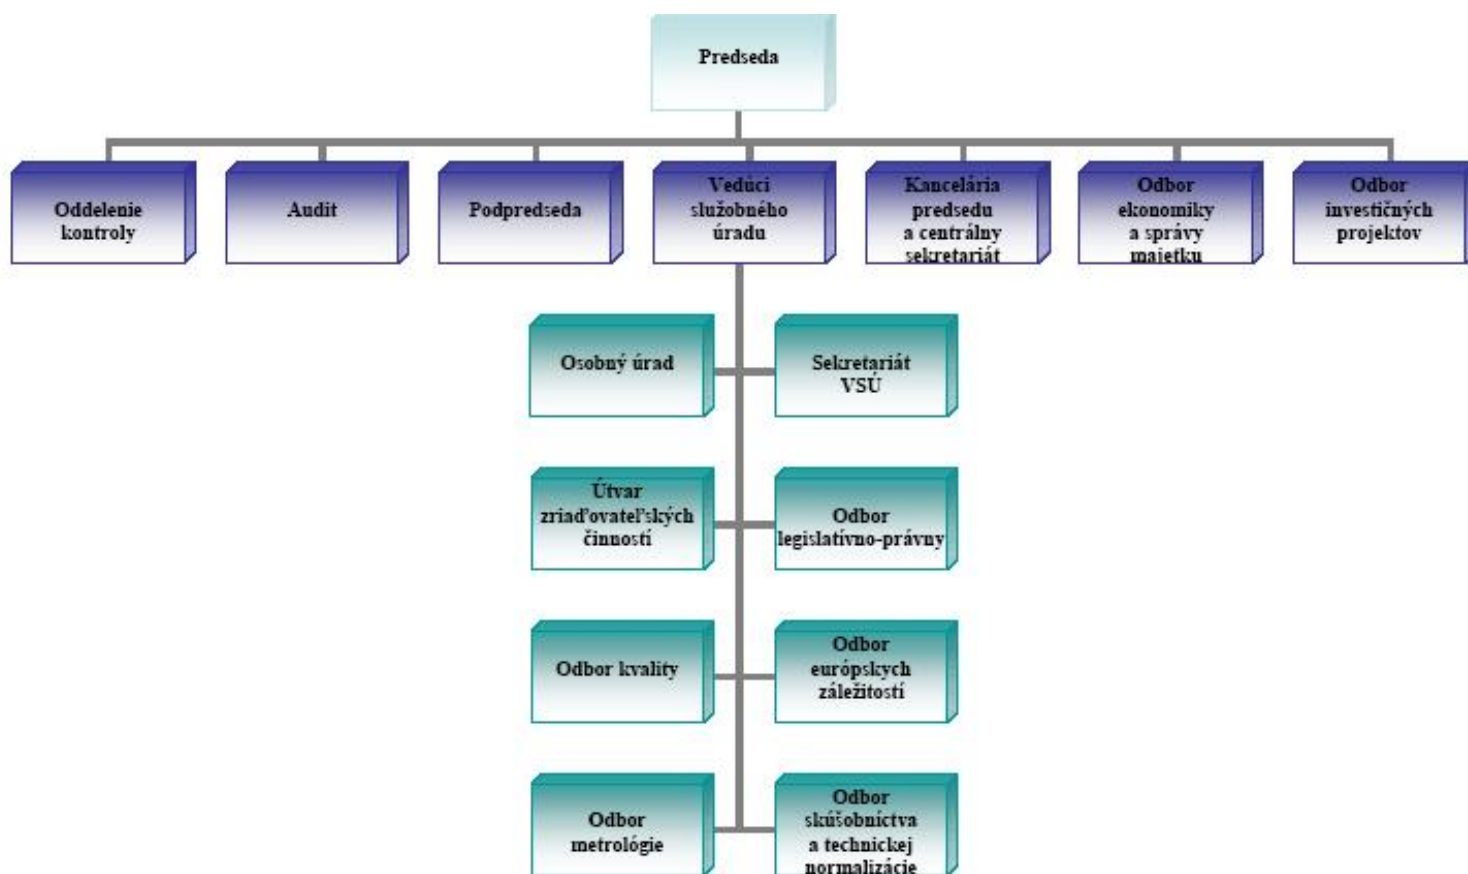 Predseda
Oddelenie
kontroly
Audit
Podpredseda
Vedúci
služobného
úradu
Kancelária
predsedu
a centrálny
sekretariát
Odbor
ekonomiky
a správy
majetku
Odbor
investičných
projektov
Osobný úrad
Sekretariát
VSÚ
Útvar
zriaďovateľských
činností
Odbor
legislatívno-právny
Odbor kvality
Odbor
európskych
záležitostí
Odbor
metrológie
Odbor
skúšobníctva
a technickej
normalizácie